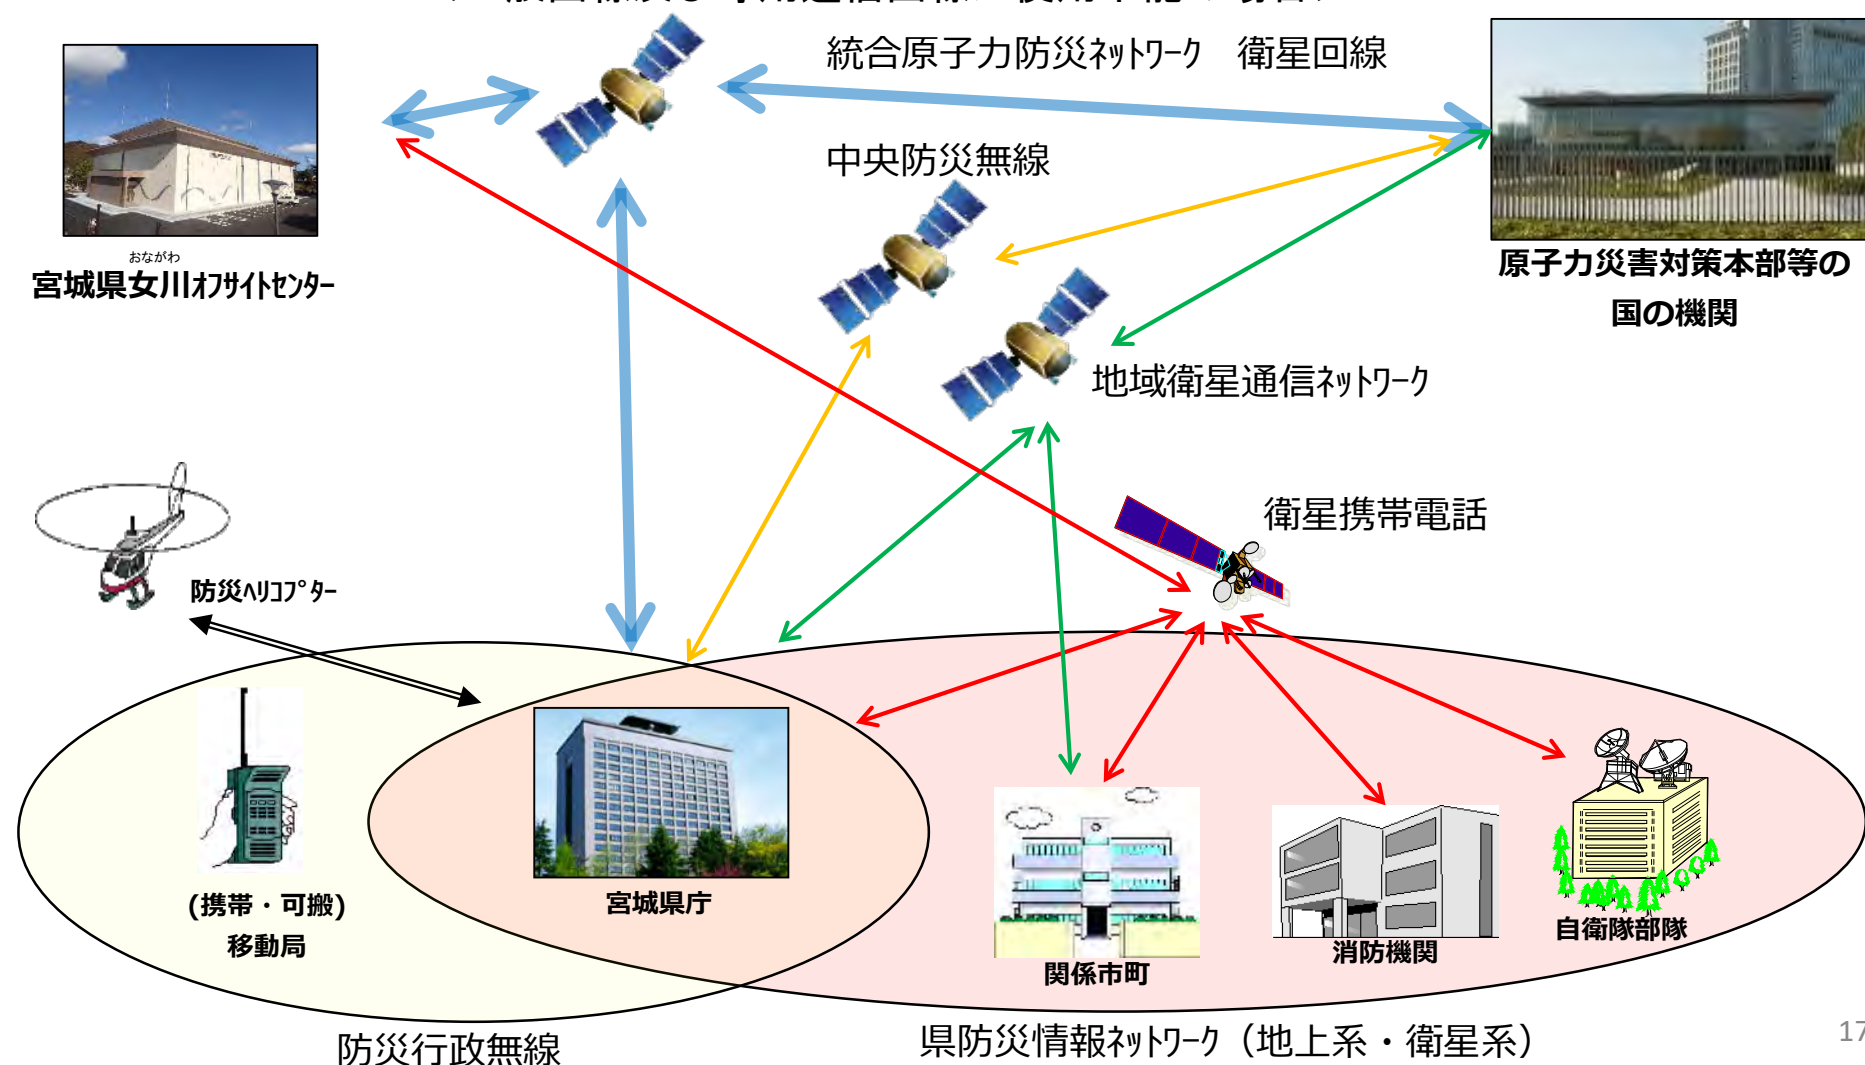 統合原子力防災ﾈｯﾄﾜｰｸ　衛星回線
中央防災無線
おながわ
宮城県女川ｵﾌｻｲﾄｾﾝﾀｰ
原子力災害対策本部等の
国の機関
地域衛星通信ﾈｯﾄﾜｰｸ
衛星携帯電話
防災ﾍﾘｺﾌﾟﾀｰ
(携帯・可搬)
移動局
宮城県庁
関係市町
消防機関
自衛隊部隊
防災行政無線
県防災情報ﾈｯﾄﾜｰｸ（地上系・衛星系）
17